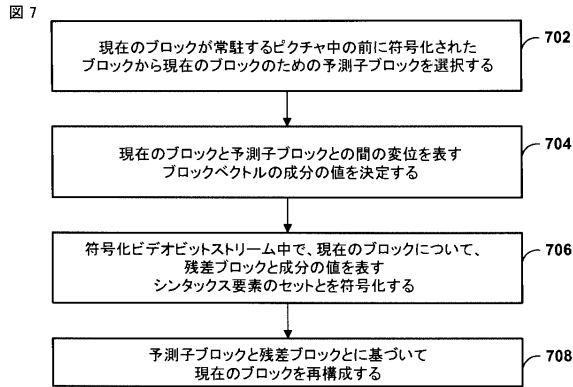 図 7
現在のブロックが常駐するピクチャ中の前に符号化された
ブロックから現在のブロックのための予測子ブロックを選択する
702
現在のブロックと予測子ブロックとの間の変位を表す
ブロックベクトルの成分の値を決定する
704
符号化ビデオビットストリーム中で、現在のブロックについて、
残差ブロックと成分の値を表す
シンタックス要素のセットとを符号化する
706
予測子ブロックと残差ブロックとに基づいて
現在のブロックを再構成する
708